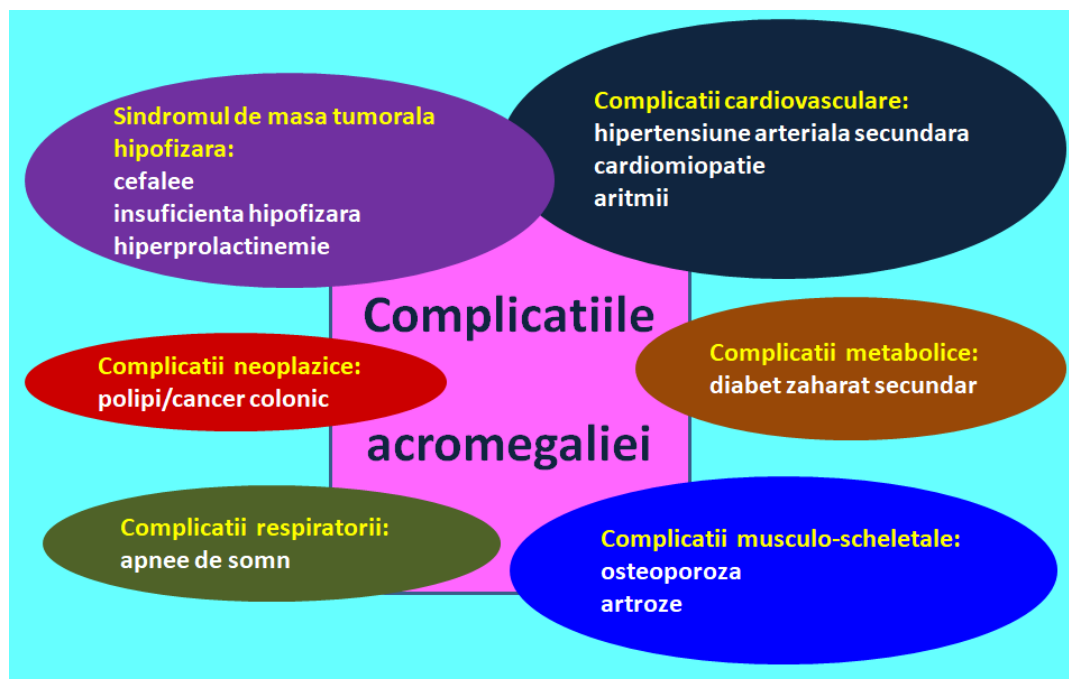 Sindromul de masa tumorala
hipofizara:
cefalee
insuficienta hipofizara
hiperprolactinemie
Complicatii cardiovasculare:
hipertensiune arteriala secundara
cardiomiopatie
aritmii
Complicatiile
acromegaliei
Complicatii neoplazice:
polipi/cancer colonic
Complicatii metabolice:
diabet zaharat secundar
Complicatii respiratorii:
apnee de somn
Complicatii musculo-scheletale:
osteoporoza
artroze